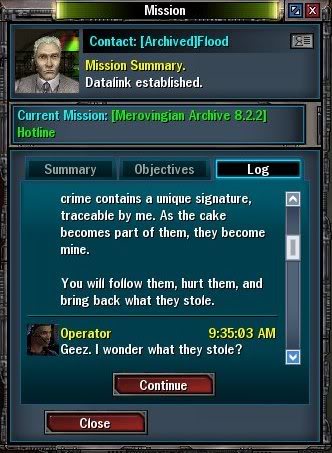 Mission
Contact: [Archived]Flood
Mission Summary.
Datalink established.
Current Mission: [Merovingian Archive 8.2.2]
Hotline
Summary Objectives Log
crime contains a unique signature,
traceable by me. As the cake
becomes part of them, they become
mine.
You will follow them, hurt them, and
bring back what they stole.
Operator 9:35:03 AM
Geez. I wonder what they stole?
Continue
Close